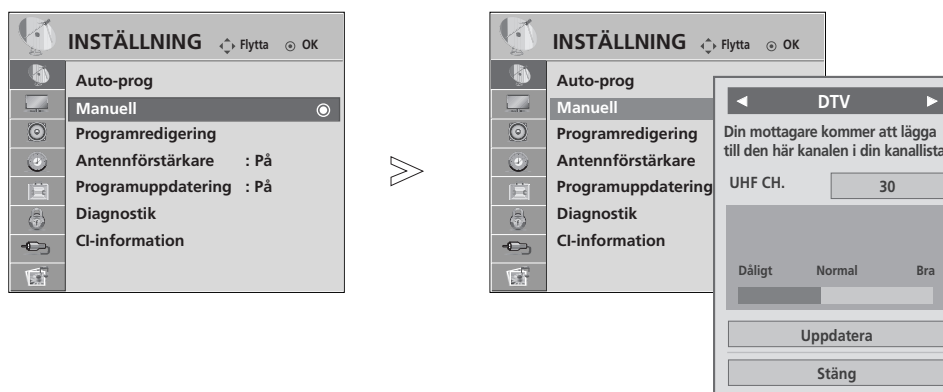 INSTÄLLNING Flytta OK
Auto-prog
Manuell
Programredigering
Antennförstärkare : På
Programuppdatering : På
Diagnostik
CI-information
INSTÄLLNING Flytta OK
Auto-prog
Manuell
Programredigering
Antennförstärkare
Programuppdatering
Diagnostik
CI-information
DTV
Din mottagare kommer att lägga
till den här kanalen i din kanallista
UHF CH. 30
Dåligt Normal Bra
Uppdatera
Stäng